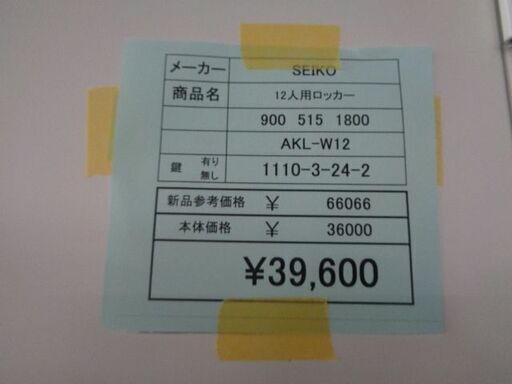 メーカー SEIKO
商品名 12人用ロッカー
900 515 1800
AKL-W12
鍵 有り 無し 1110-3-24-2
新品参考価格 ¥ 66066
本体価格 ¥ 36000
¥39,600